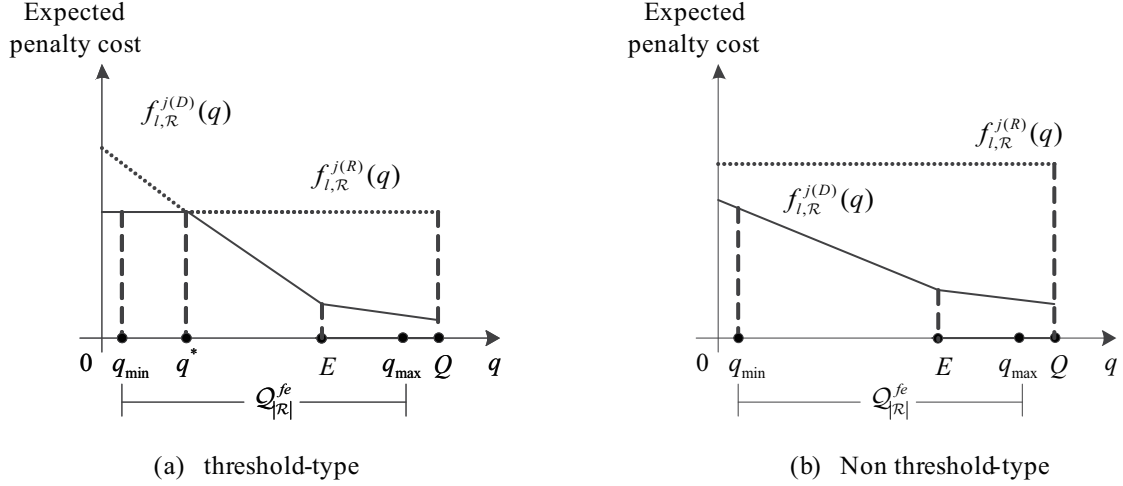 Expected
penalty cost
f_{l,ℛ}^{j(D)}(q)
f_{l,ℛ}^{j(R)}(q)
0 q_min q* E q_max Q q
𝒬_{|ℛ|}^{fe}
(a) threshold-type
Expected
penalty cost
f_{l,ℛ}^{j(R)}(q)
f_{l,ℛ}^{j(D)}(q)
0 q_min E q_max Q q
𝒬_{|ℛ|}^{fe}
(b) Non threshold-type